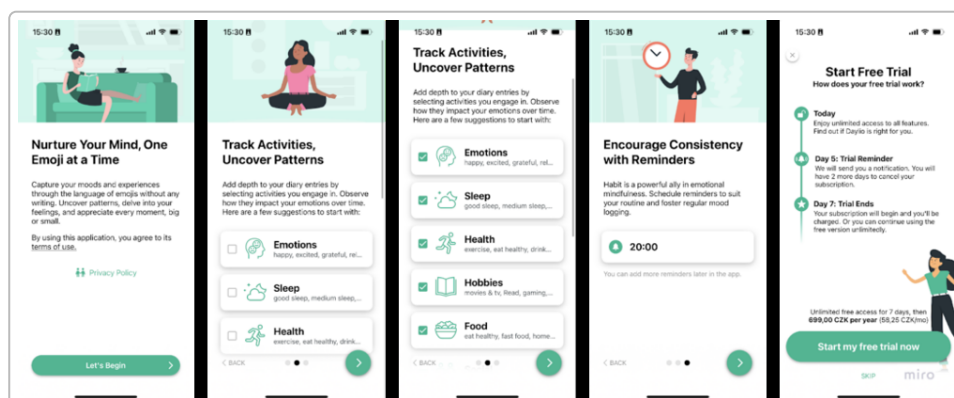 15:30
Nurture Your Mind, One
Emoji at a Time
Capture your moods and experiences
through the language of emojis without any
writing. Uncover patterns, delve into your
feelings, and appreciate every moment, big
or small.
By using this application, you agree to its
terms of use.
Privacy Policy
Let's Begin
15:30
Track Activities,
Uncover Patterns
Add depth to your diary entries by
selecting activities you engage in. Observe
how they impact your emotions over time.
Here are a few suggestions to start with:
Emotions
happy, excited, grateful, rel...
Sleep
good sleep, medium sleep,...
Health
exercise, eat healthy, drink...
BACK
15:30
Track Activities,
Uncover Patterns
Add depth to your diary entries by
selecting activities you engage in. Observe
how they impact your emotions over time.
Here are a few suggestions to start with:
Emotions
happy, excited, grateful, rel...
Sleep
good sleep, medium sleep,...
Health
exercise, eat healthy, drink...
Hobbies
movies & tv, Read, gaming,...
Food
eat healthy, fast food, home...
BACK
15:30
Encourage Consistency
with Reminders
Habit is a powerful ally in emotional
mindfulness. Schedule reminders to suit
your routine and foster regular mood
logging.
20:00
You can add more reminders later in the app.
BACK
15:30
Start Free Trial
How does your free trial work?
Today
Enjoy unlimited access to all features.
Find out if Daylio is right for you.
Day 5: Trial Reminder
We will send you a notification. You will
have 2 more days to cancel your
subscription.
Day 7: Trial Ends
Your subscription will begin and you'll be
charged. Or you can continue using the
free version unlimitedly.
Unlimited free access for 7 days, then
699,00 CZK per year (58,25 CZK/mo)
Start my free trial now
SKIP
miro